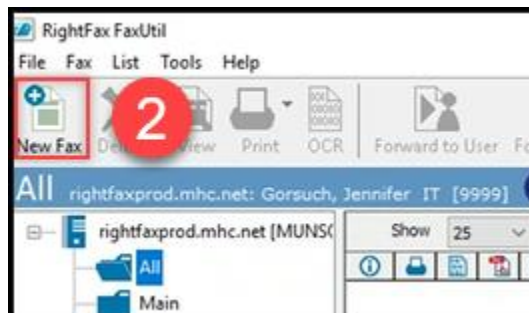 RightFax FaxUtil
File Fax List Tools Help
2
New Fax View Print OCR Forward to User
All rightfaxprod.mhc.net: Gorsuch, Jennifer IT [9999]
rightfaxprod.mhc.net [MUNS Show 25
All
Main